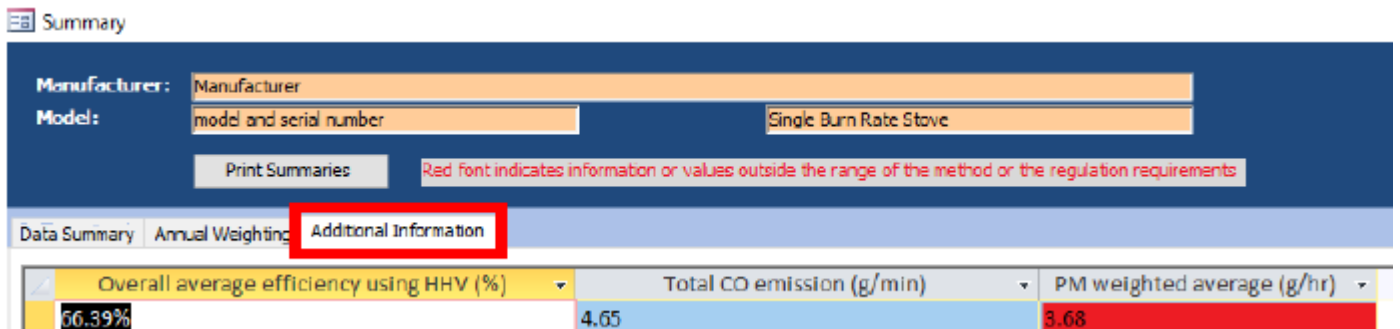 Summary
Manufacturer: Manufacturer
Model: model and serial number Single Burn Rate Stove
Print Summaries Red font indicates information or values outside the range of the method or the regulation requirements
Data Summary Annual Weighting Additional Information
Overall average efficiency using HHV (%) Total CO emission (g/min) PM weighted average (g/hr)
66.39% 4.65 3.68